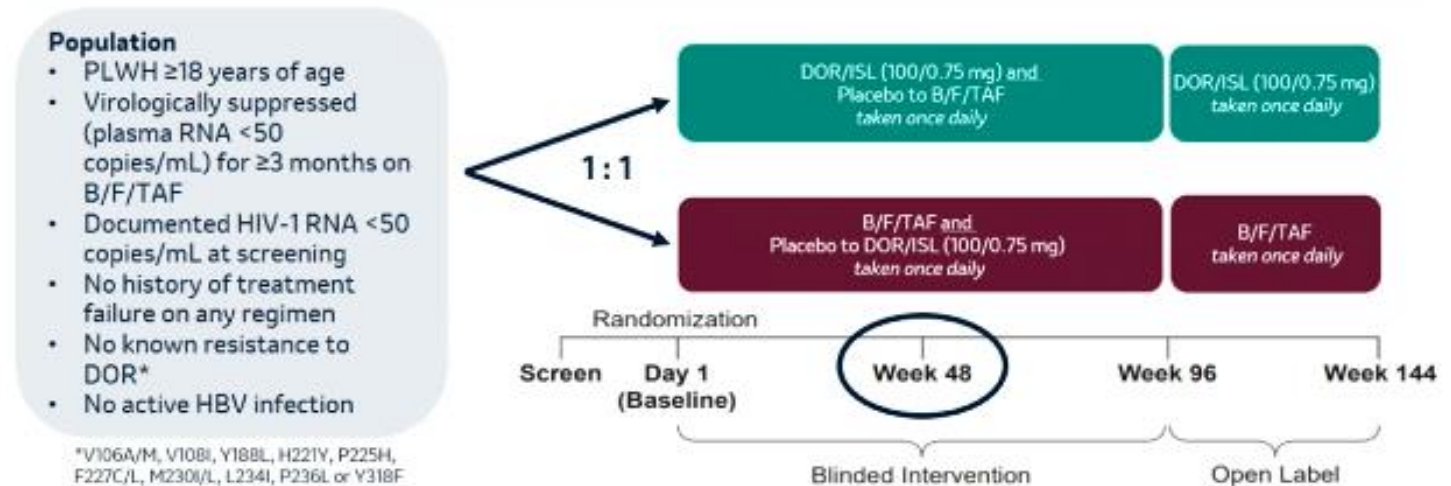 Population
• PLWH ≥18 years of age
• Virologically suppressed
(plasma RNA <50
copies/mL) for ≥3 months on
B/F/TAF
• Documented HIV-1 RNA <50
copies/mL at screening
• No history of treatment
failure on any regimen
• No known resistance to
DOR*
• No active HBV infection
*V106A/M, V108I, Y188L, H221Y, P225H,
F227C/L, M230I/L, L234I, P236L or Y318F
1:1
DOR/ISL (100/0.75 mg) and
Placebo to B/F/TAF
taken once daily
DOR/ISL (100/0.75 mg)
taken once daily
B/F/TAF and
Placebo to DOR/ISL (100/0.75 mg)
taken once daily
B/F/TAF
taken once daily
Randomization
Screen
Day 1
(Baseline)
Week 48
Week 96
Week 144
Blinded Intervention
Open Label